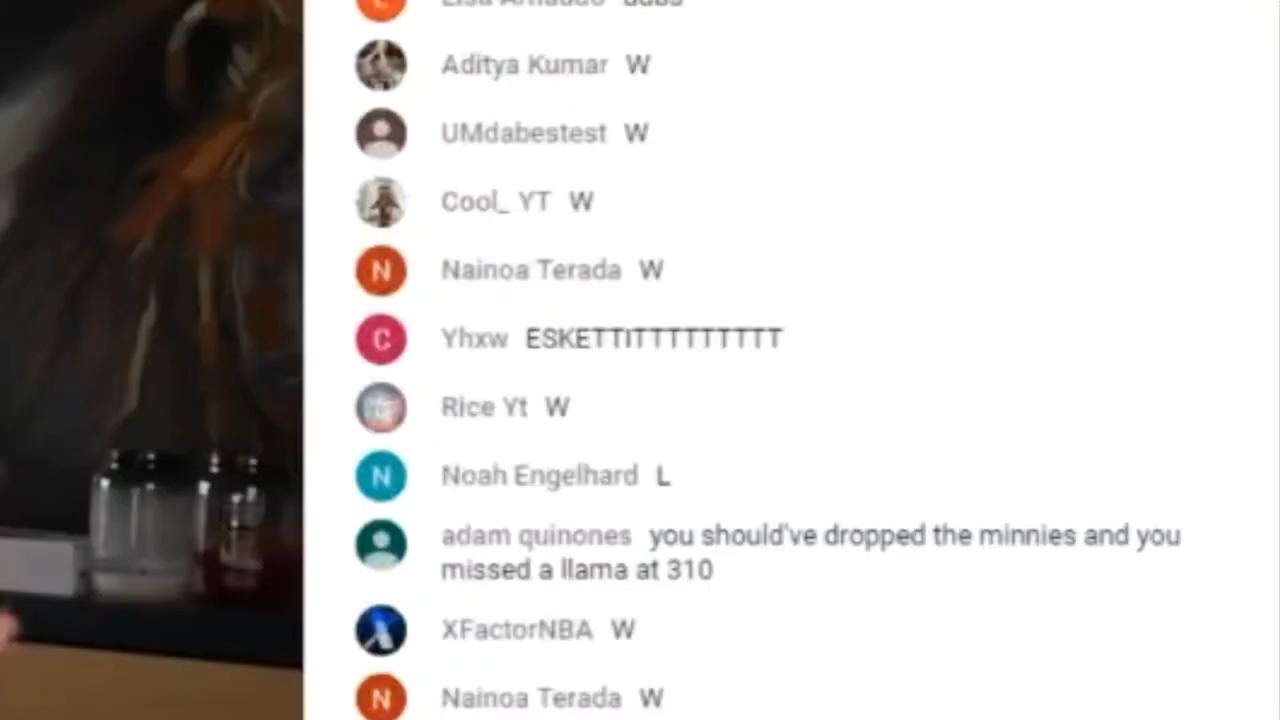 Aditya Kumar W
UMdabestest W
Cool_ YT W
N Nainoa Terada W
C Yhxw ESKETTITTTTTTTTT
Rice Yt W
N Noah Engelhard L
adam quinones you should've dropped the minnies and you
missed a llama at 310
XFactorNBA W
N Nainoa Terada W